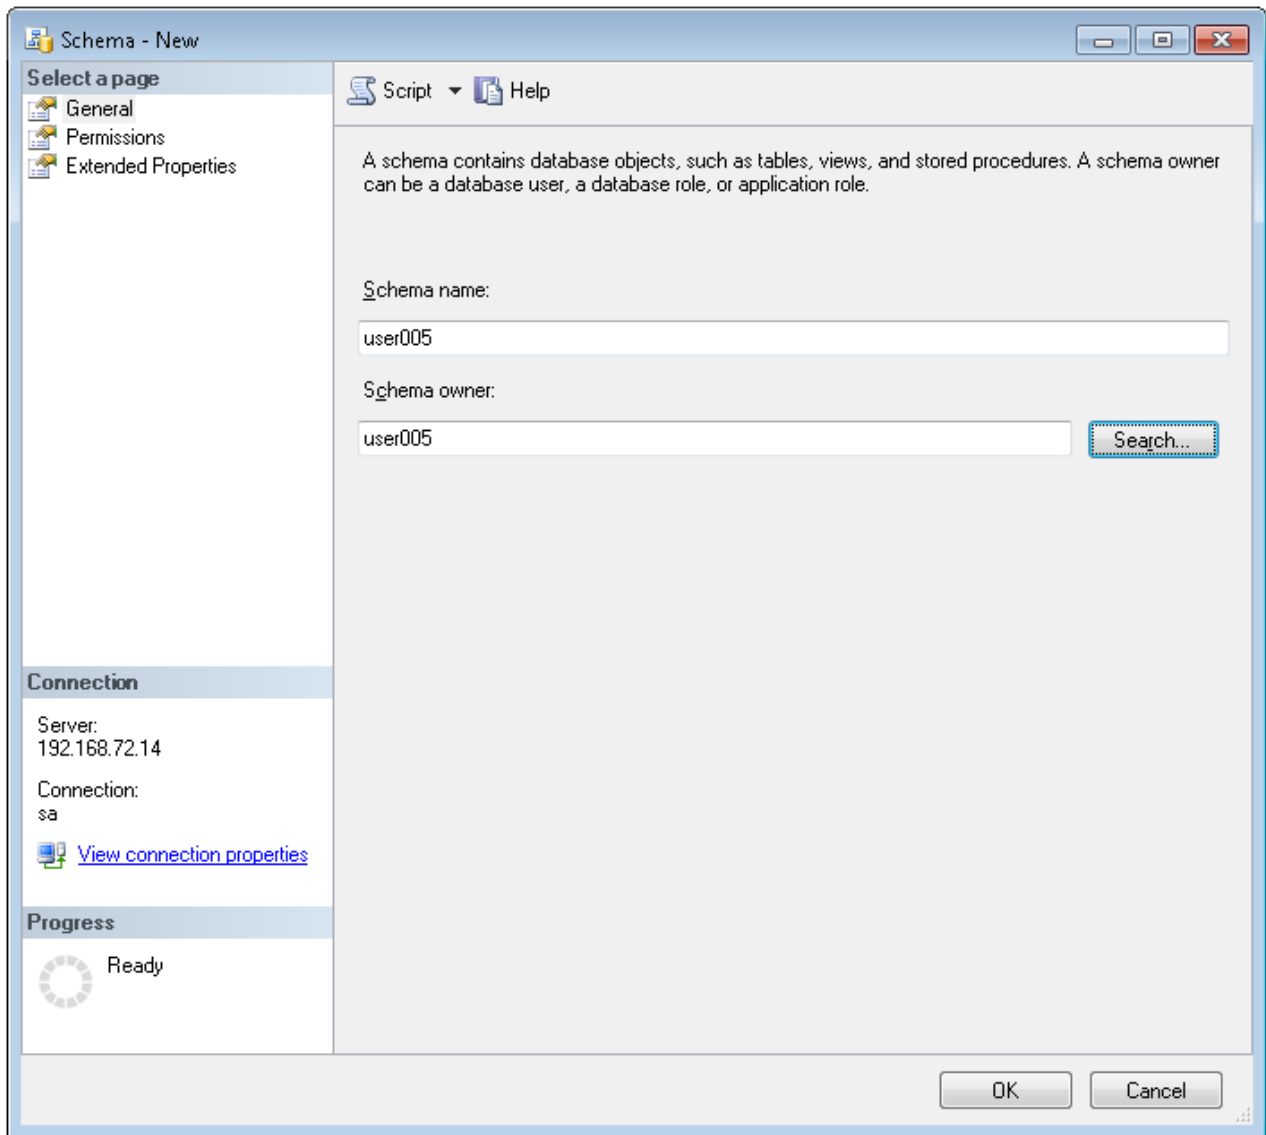 Schema - New
Select a page
General
Permissions
Extended Properties
Script
Help
A schema contains database objects, such as tables, views, and stored procedures. A schema owner
can be a database user, a database role, or application role.
Schema name:
user005
Schema owner:
user005
Search...
Connection
Server:
192.168.72.14
Connection:
sa
View connection properties
Progress
Ready
OK
Cancel